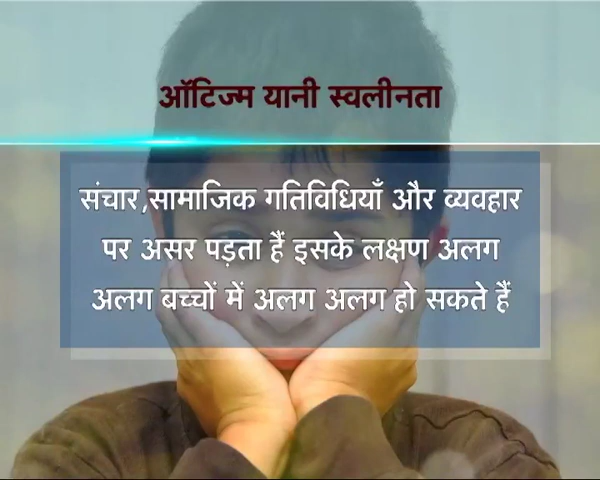 ऑटिज्म यानी स्वलीनता
संचार,सामाजिक गतिविधियाँ और व्यवहार
पर असर पड़ता हैं इसके लक्षण अलग
अलग बच्चों में अलग अलग हो सकते हैं